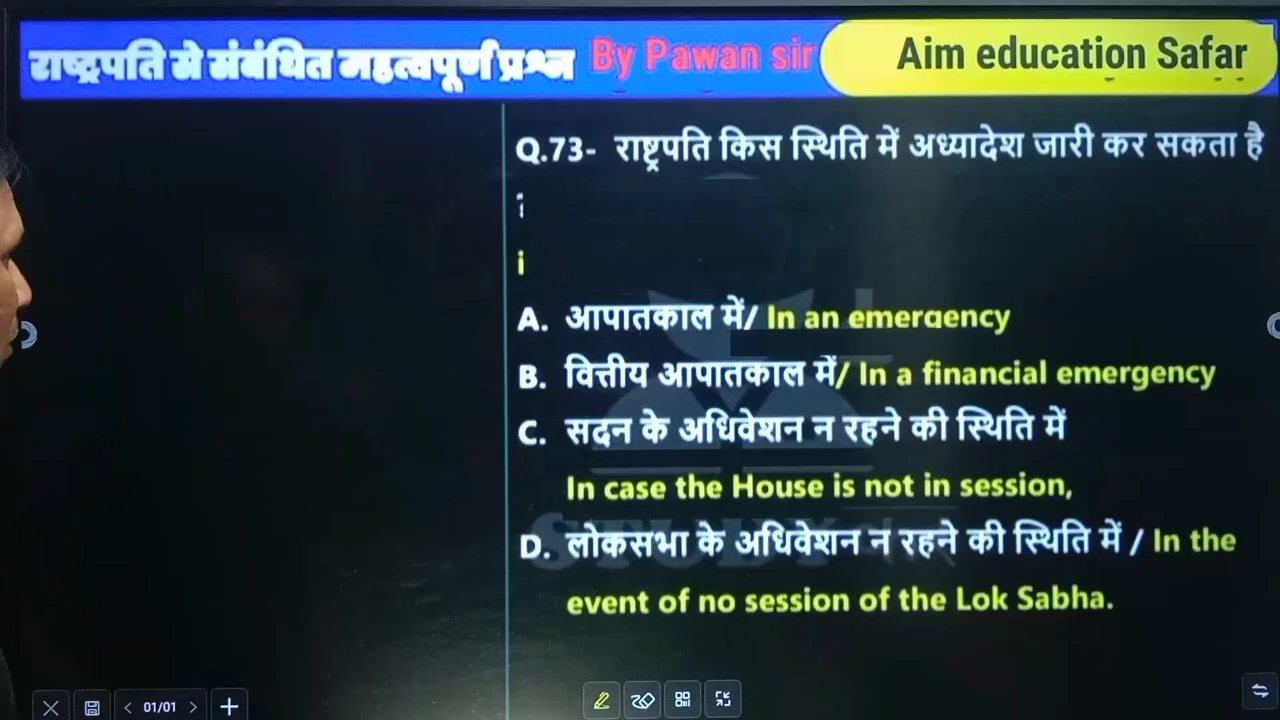 राष्ट्रपति से संबंधित महत्वपूर्ण प्रश्न By Pawan sir Aim education Safar
Q.73- राष्ट्रपति किस स्थिति में अध्यादेश जारी कर सकता है
A. आपातकाल में/ In an emergency
B. वित्तीय आपातकाल में/ In a financial emergency
C. सदन के अधिवेशन न रहने की स्थिति में
In case the House is not in session,
D. लोकसभा के अधिवेशन न रहने की स्थिति में / In the
event of no session of the Lok Sabha.
STUDY
01/01